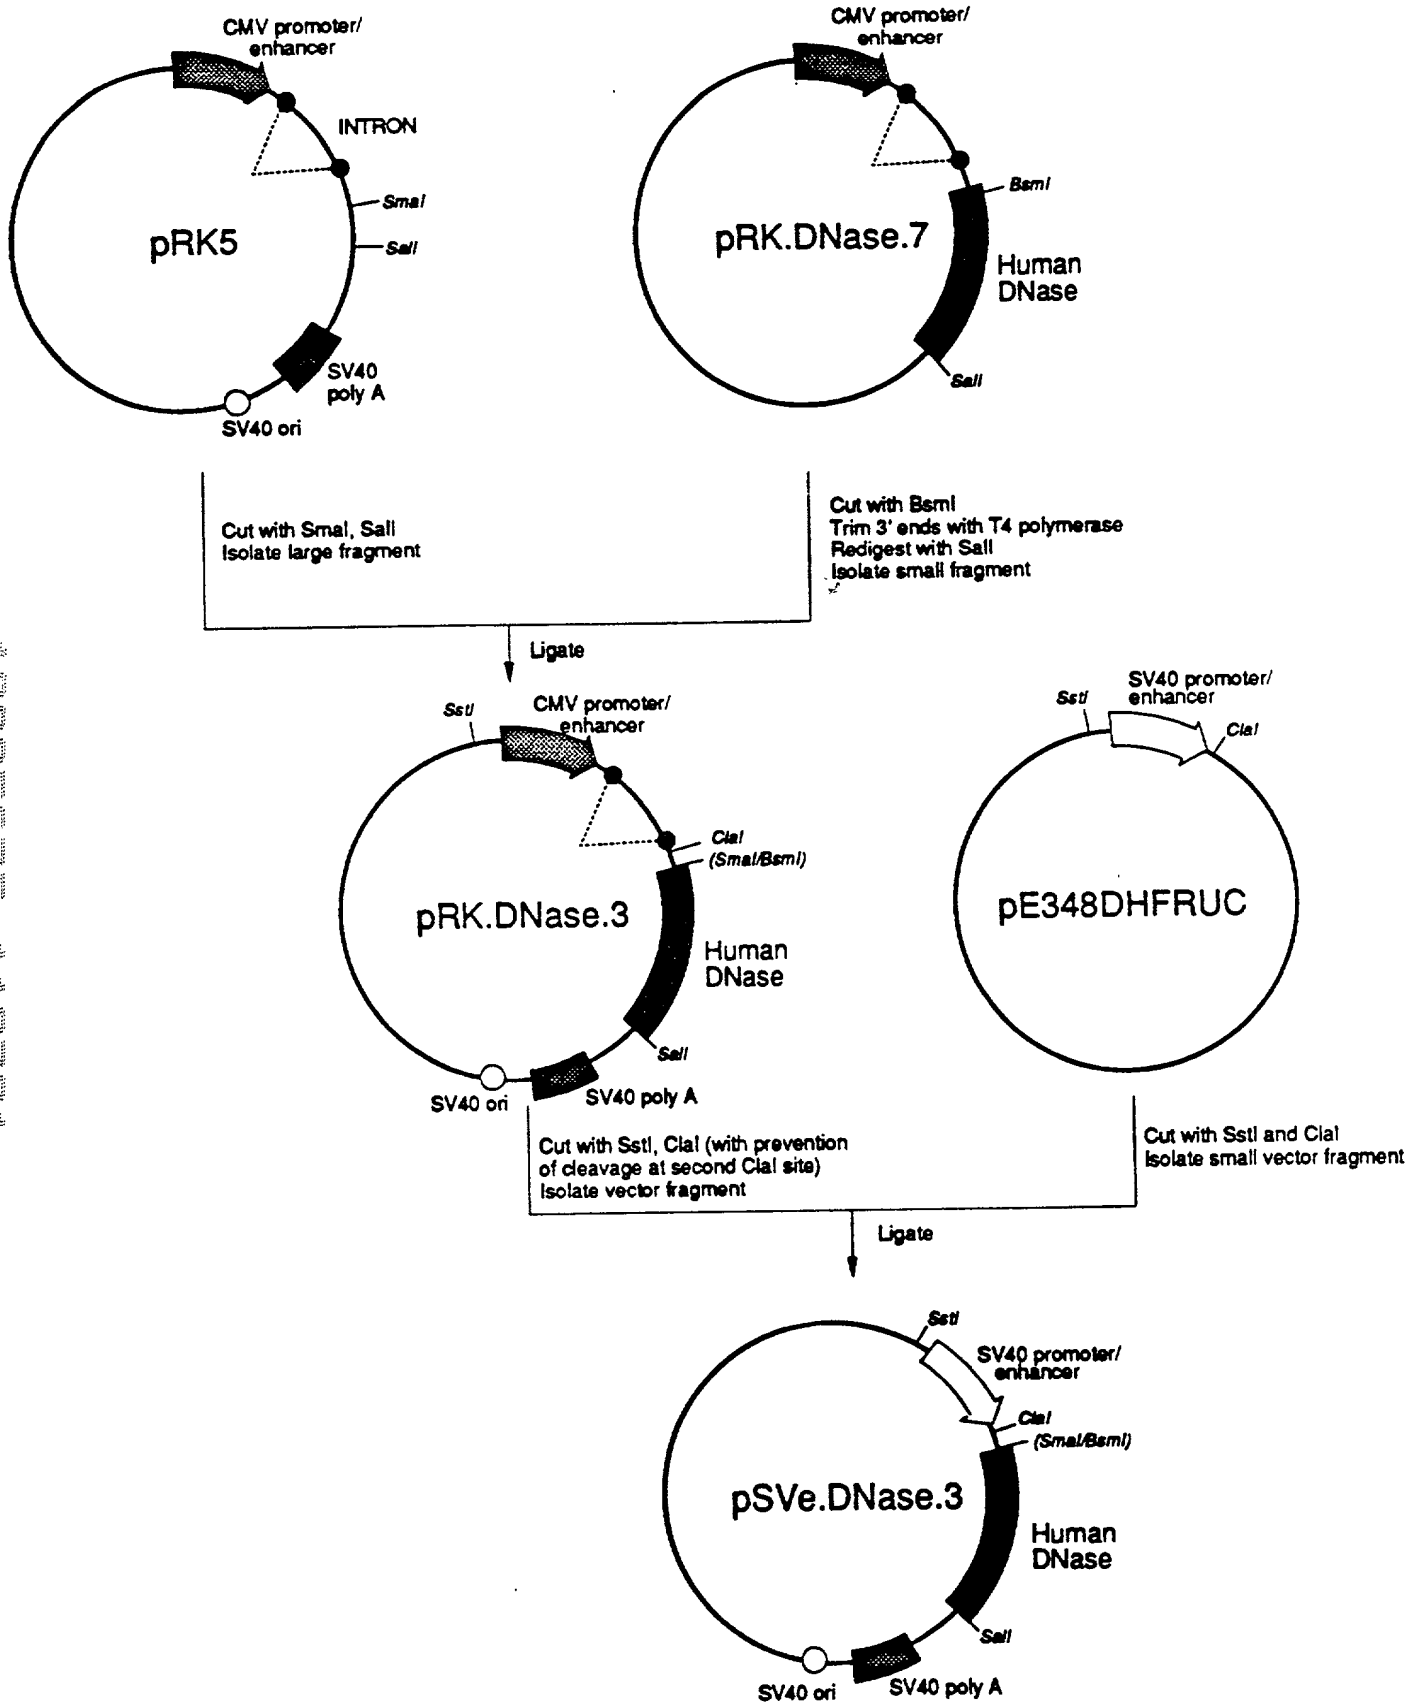 CMV promoter/
enhancer
INTRON
SmaI
SalI
pRK5
SV40
poly A
SV40 ori
CMV promoter/
enhancer
BsmI
pRK.DNase.7
Human
DNase
SalI
Cut with SmaI, SalI
Isolate large fragment
Cut with BsmI
Trim 3' ends with T4 polymerase
Redigest with SalI
Isolate small fragment
Ligate
SstI
CMV promoter/
enhancer
ClaI
(SmaI/BsmI)
pRK.DNase.3
Human
DNase
SalI
SV40 ori
SV40 poly A
SstI
SV40 promoter/
enhancer
ClaI
pE348DHFRUC
Cut with SstI, ClaI (with prevention
of cleavage at second ClaI site)
Isolate vector fragment
Cut with SstI and ClaI
Isolate small vector fragment
Ligate
SstI
SV40 promoter/
enhancer
ClaI
(SmaI/BsmI)
pSVe.DNase.3
Human
DNase
SalI
SV40 ori
SV40 poly A